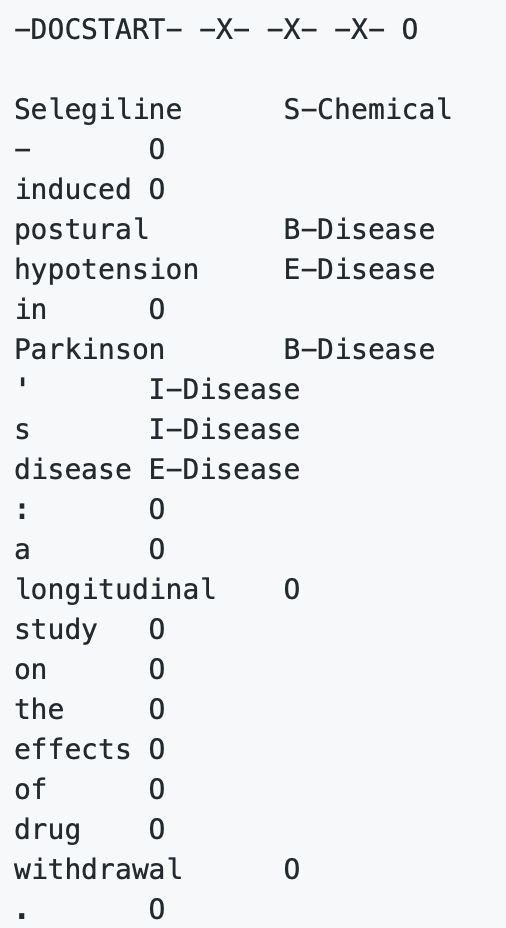 -DOCSTART- -X- -X- -X- O
Selegiline	S-Chemical
-	O
induced	O
postural	B-Disease
hypotension	E-Disease
in	O
Parkinson	B-Disease
'	I-Disease
s	I-Disease
disease	E-Disease
:	O
a	O
longitudinal	O
study	O
on	O
the	O
effects	O
of	O
drug	O
withdrawal	O
.	O